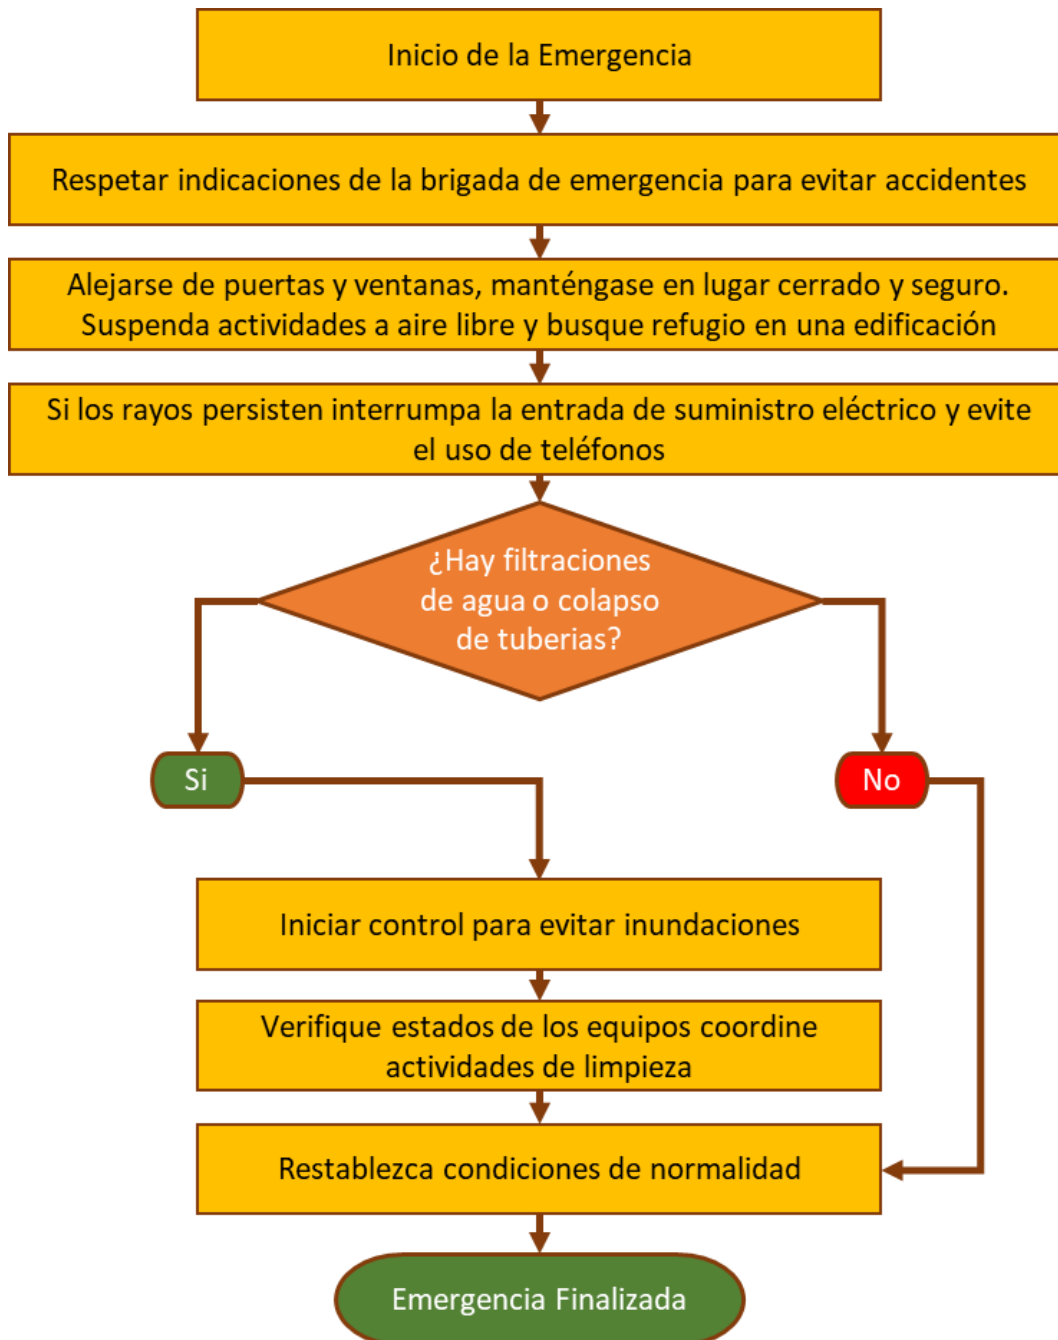 Inicio de la Emergencia
Respetar indicaciones de la brigada de emergencia para evitar accidentes
Alejarse de puertas y ventanas, manténgase en lugar cerrado y seguro.
Suspenda actividades a aire libre y busque refugio en una edificación
Si los rayos persisten interrumpa la entrada de suministro eléctrico y evite
el uso de teléfonos
¿Hay filtraciones
de agua o colapso
de tuberias?
Si
No
Iniciar control para evitar inundaciones
Verifique estados de los equipos coordine
actividades de limpieza
Restablezca condiciones de normalidad
Emergencia Finalizada